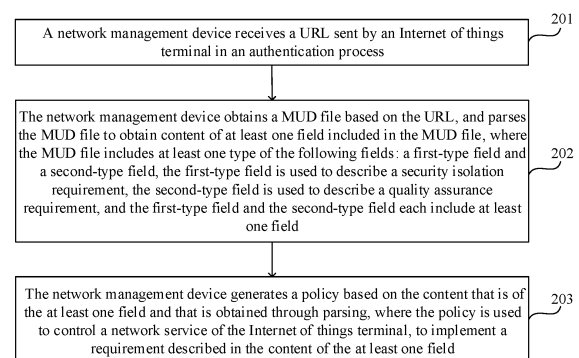 201
A network management device receives a URL sent by an Internet of things
terminal in an authentication process
The network management device obtains a MUD file based on the URL, and parses
the MUD file to obtain content of at least one field included in the MUD file, where
the MUD file includes at least one type of the following fields: a first-type field and
a second-type field, the first-type field is used to describe a security isolation
requirement, the second-type field is used to describe a quality assurance
requirement, and the first-type field and the second-type field each include at least
one field
202
The network management device generates a policy based on the content that is of
the at least one field and that is obtained through parsing, where the policy is used
to control a network service of the Internet of things terminal, to implement a
requirement described in the content of the at least one field
203